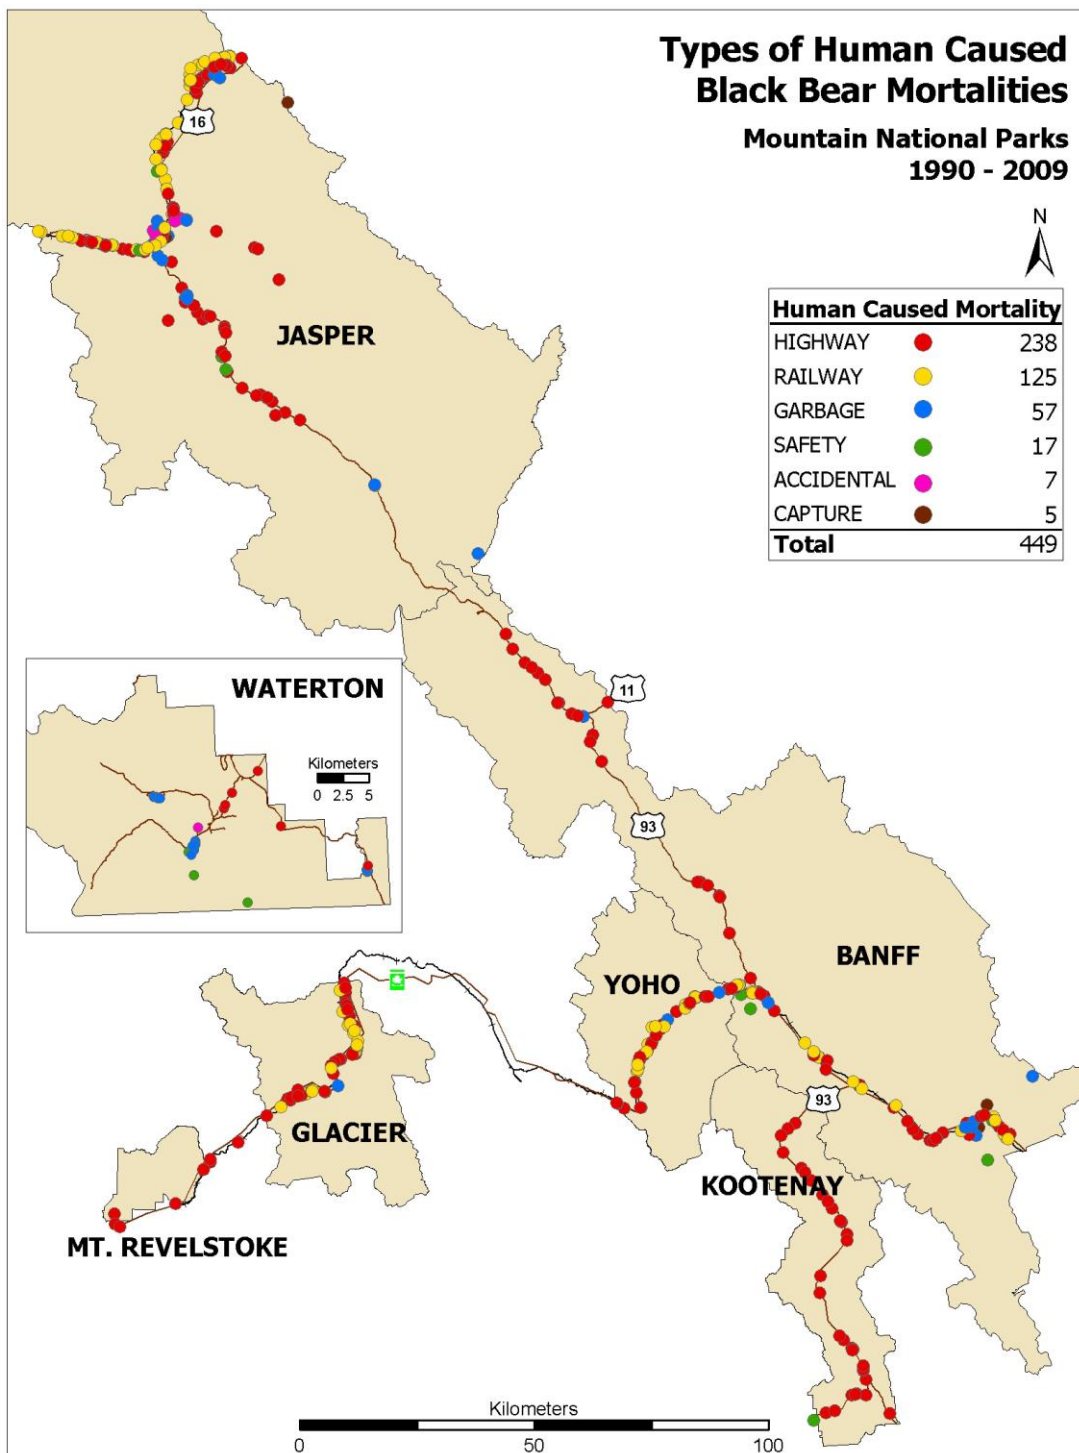 Types of Human Caused
Black Bear Mortalities
Mountain National Parks
1990 - 2009
N
Human Caused Mortality
HIGHWAY 238
RAILWAY 125
GARBAGE 57
SAFETY 17
ACCIDENTAL 7
CAPTURE 5
Total 449
16
JASPER
11
WATERTON
Kilometers
0 2.5 5
93
BANFF
YOHO
93
GLACIER
KOOTENAY
MT. REVELSTOKE
Kilometers
0 50 100